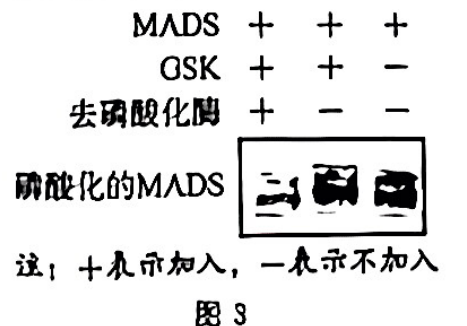 MADS + + +
GSK + + −
去磷酸化酶 + − −
磷酸化的MADS
注：+表示加入，−表示不加入
图 3